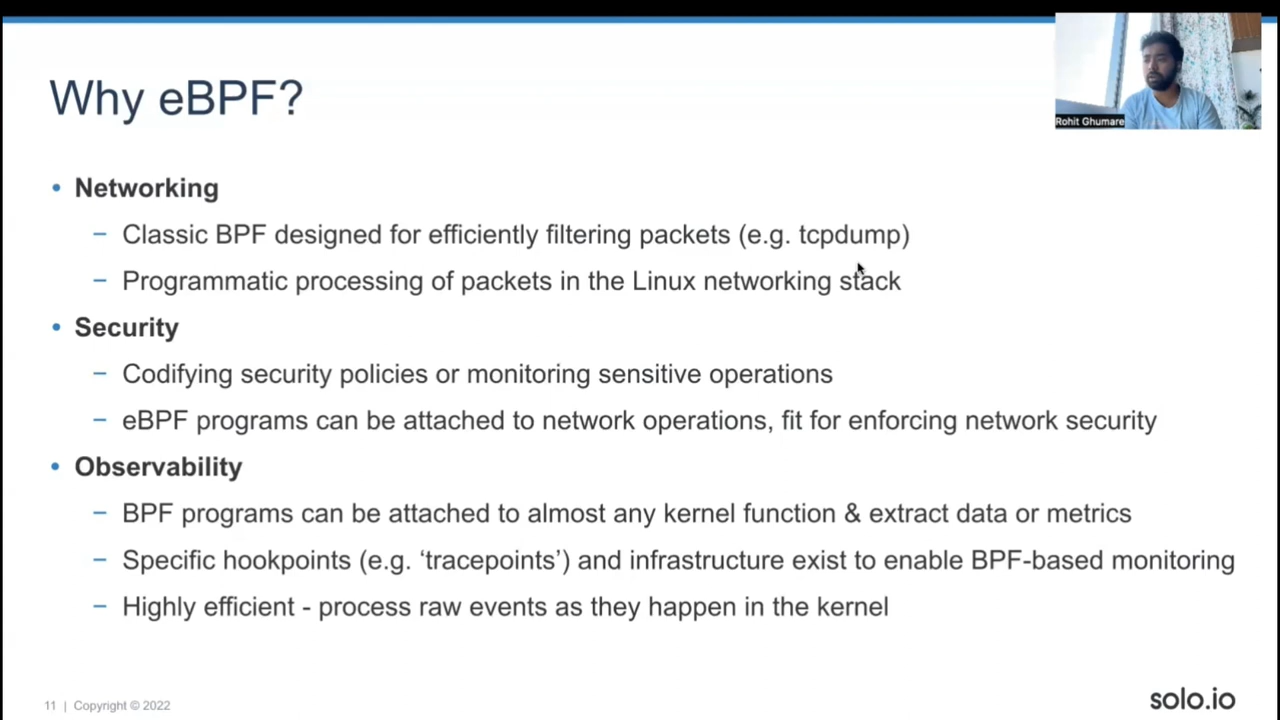 Why eBPF?
Rohit Ghumare
• Networking
– Classic BPF designed for efficiently filtering packets (e.g. tcpdump)
– Programmatic processing of packets in the Linux networking stack
• Security
– Codifying security policies or monitoring sensitive operations
– eBPF programs can be attached to network operations, fit for enforcing network security
• Observability
– BPF programs can be attached to almost any kernel function & extract data or metrics
– Specific hookpoints (e.g. ‘tracepoints’) and infrastructure exist to enable BPF-based monitoring
– Highly efficient - process raw events as they happen in the kernel
11 | Copyright © 2022
solo.io